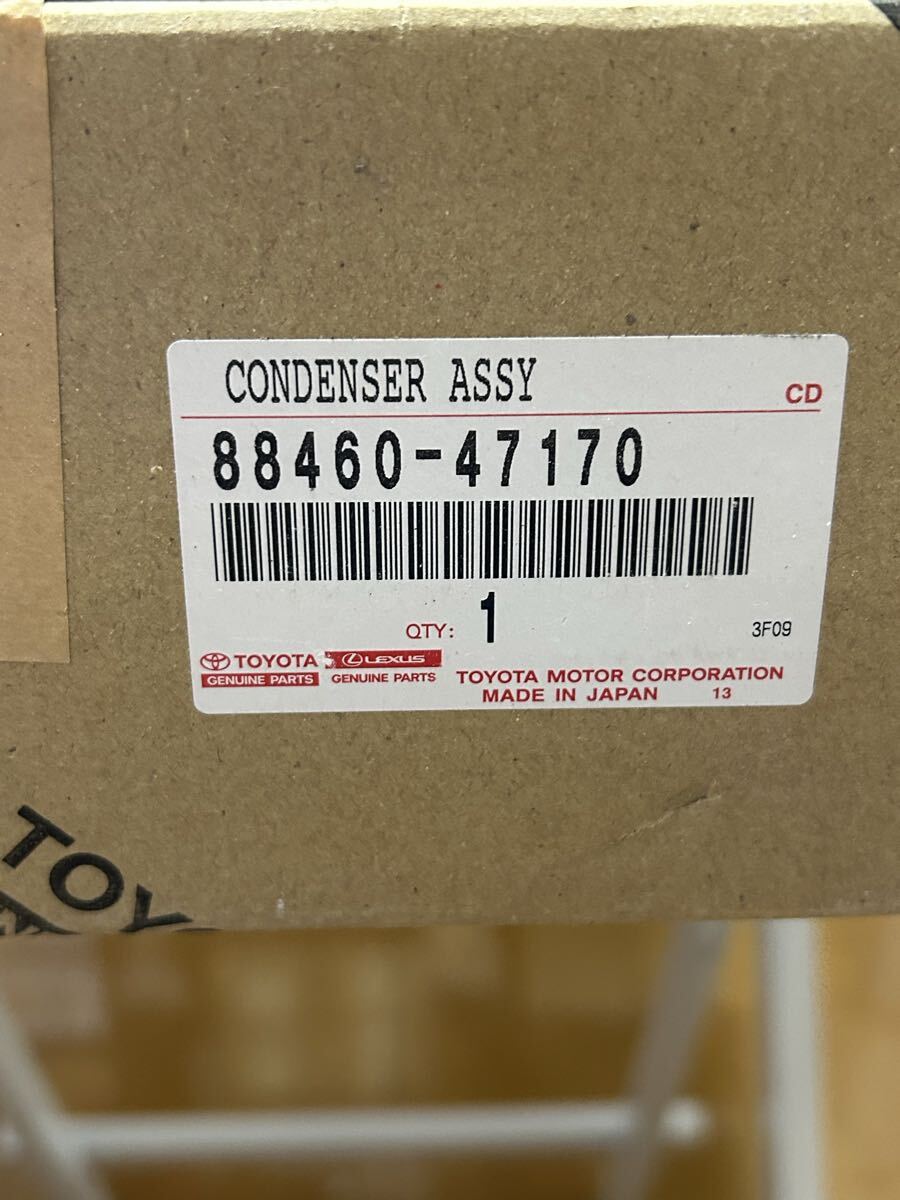 CONDENSER ASSY
CD
88460-47170
QTY: 1
3F09
TOYOTA
GENUINE PARTS
LEXUS
GENUINE PARTS
TOYOTA MOTOR CORPORATION
MADE IN JAPAN 13
TOY